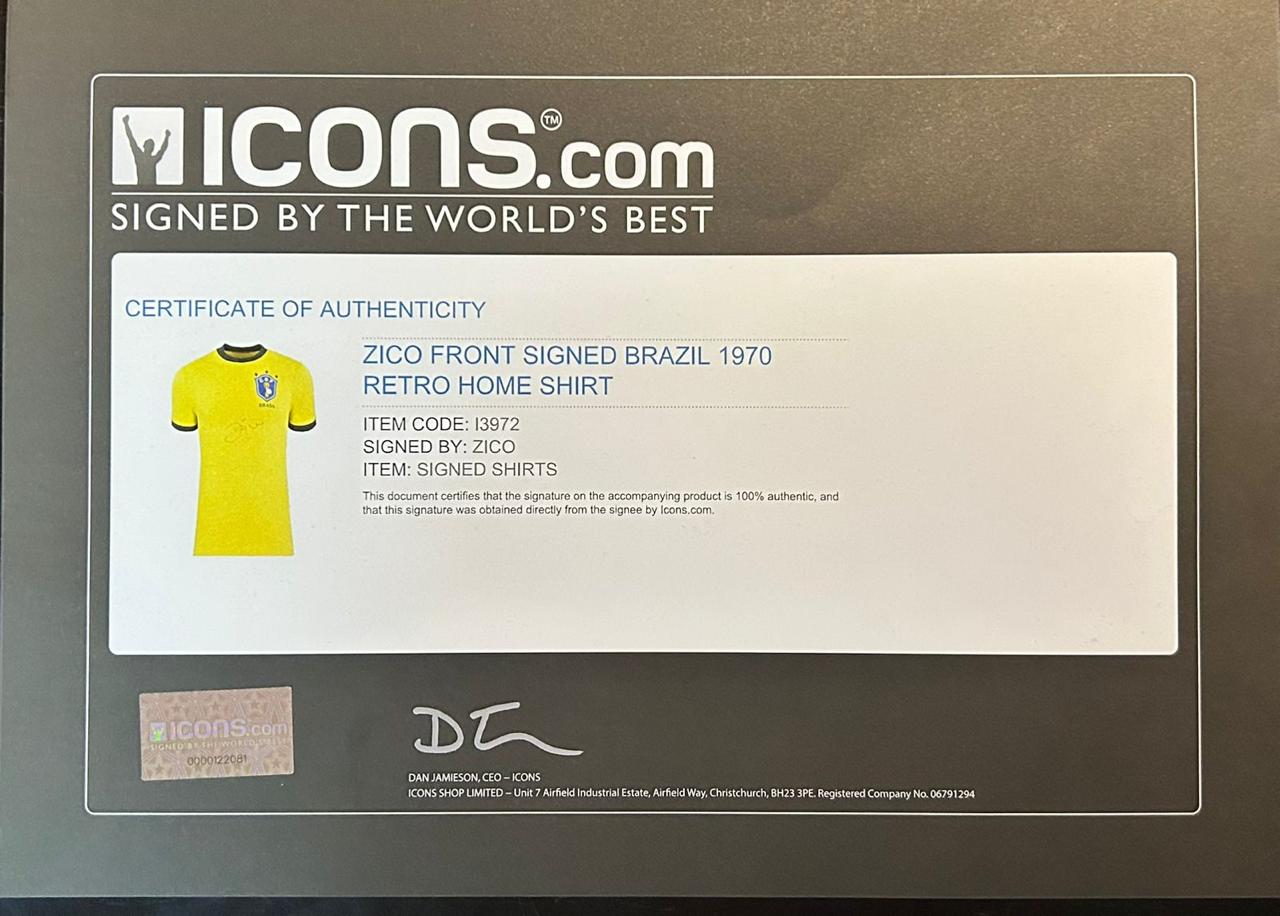 ICONS.com™
SIGNED BY THE WORLD'S BEST
CERTIFICATE OF AUTHENTICITY
ZICO FRONT SIGNED BRAZIL 1970
RETRO HOME SHIRT
BRASIL
ITEM CODE: I3972
SIGNED BY: ZICO
ITEM: SIGNED SHIRTS
This document certifies that the signature on the accompanying product is 100% authentic, and
that this signature was obtained directly from the signee by Icons.com.
ICONS.com
SIGNED BY THE WORLD'S BEST
0000122081
DAN JAMIESON, CEO – ICONS
ICONS SHOP LIMITED – Unit 7 Airfield Industrial Estate, Airfield Way, Christchurch, BH23 3PE. Registered Company No. 06791294